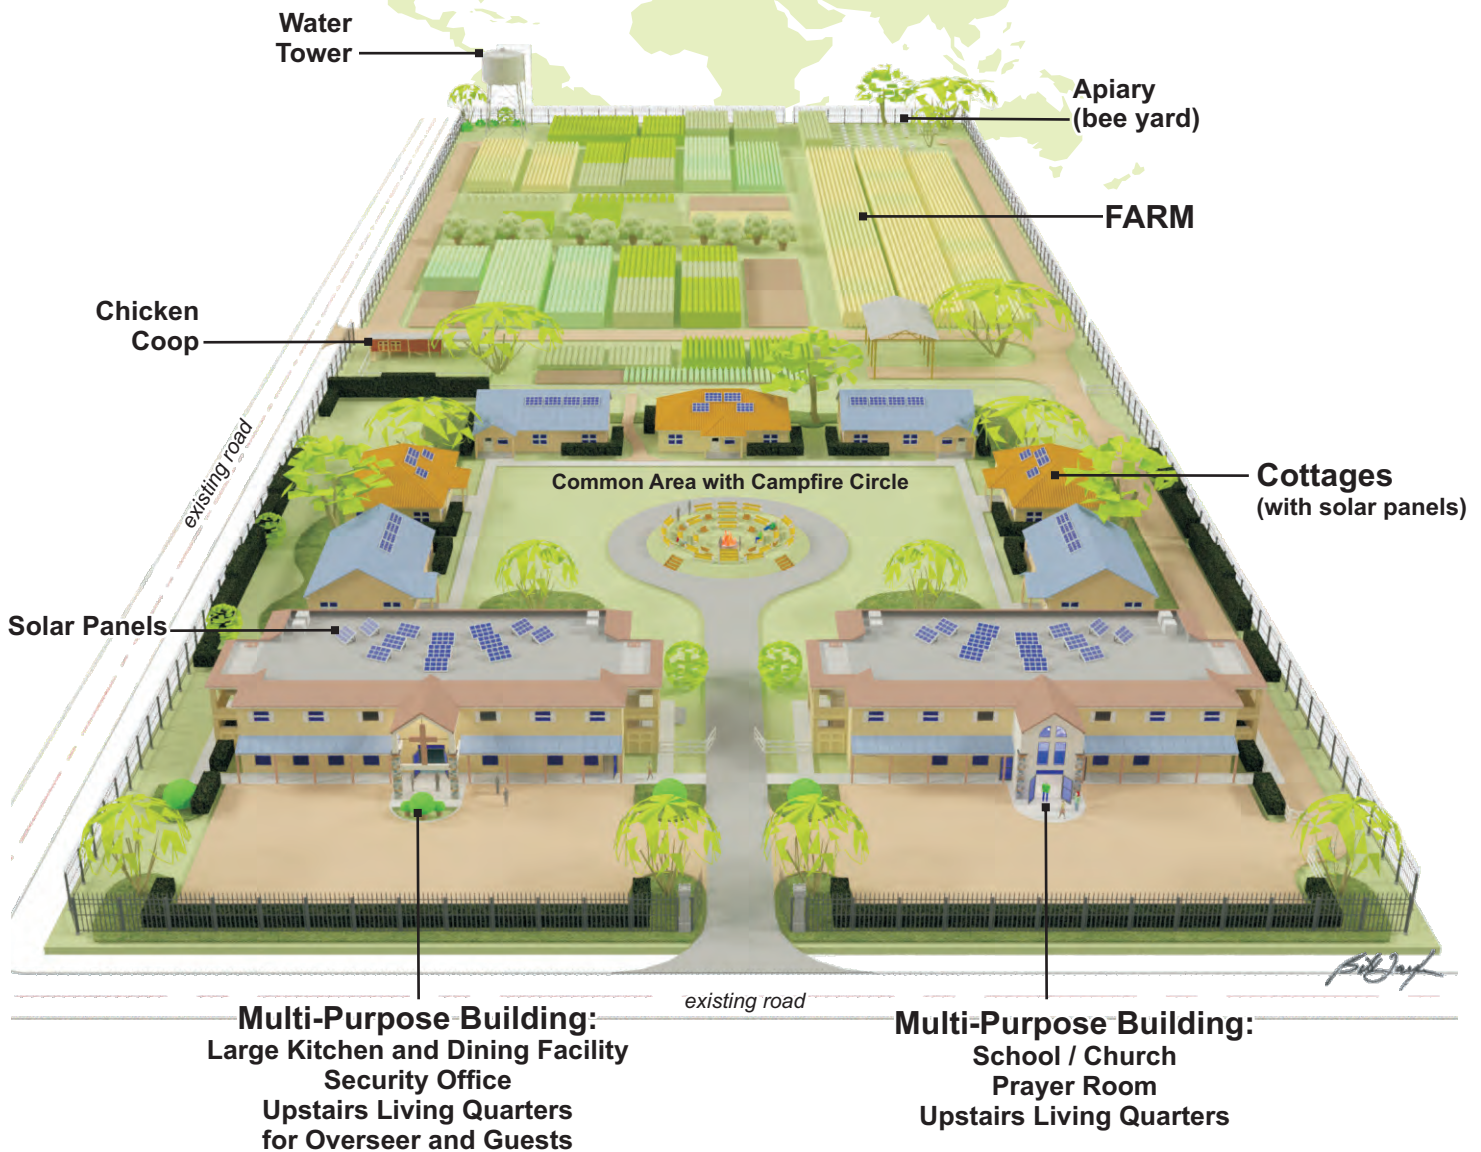 Water
Tower
Apiary
(bee yard)
FARM
Chicken
Coop
existing road
Common Area with Campfire Circle
Cottages
(with solar panels)
Solar Panels
existing road
Multi-Purpose Building:
Large Kitchen and Dining Facility
Security Office
Upstairs Living Quarters
for Overseer and Guests
Multi-Purpose Building:
School / Church
Prayer Room
Upstairs Living Quarters